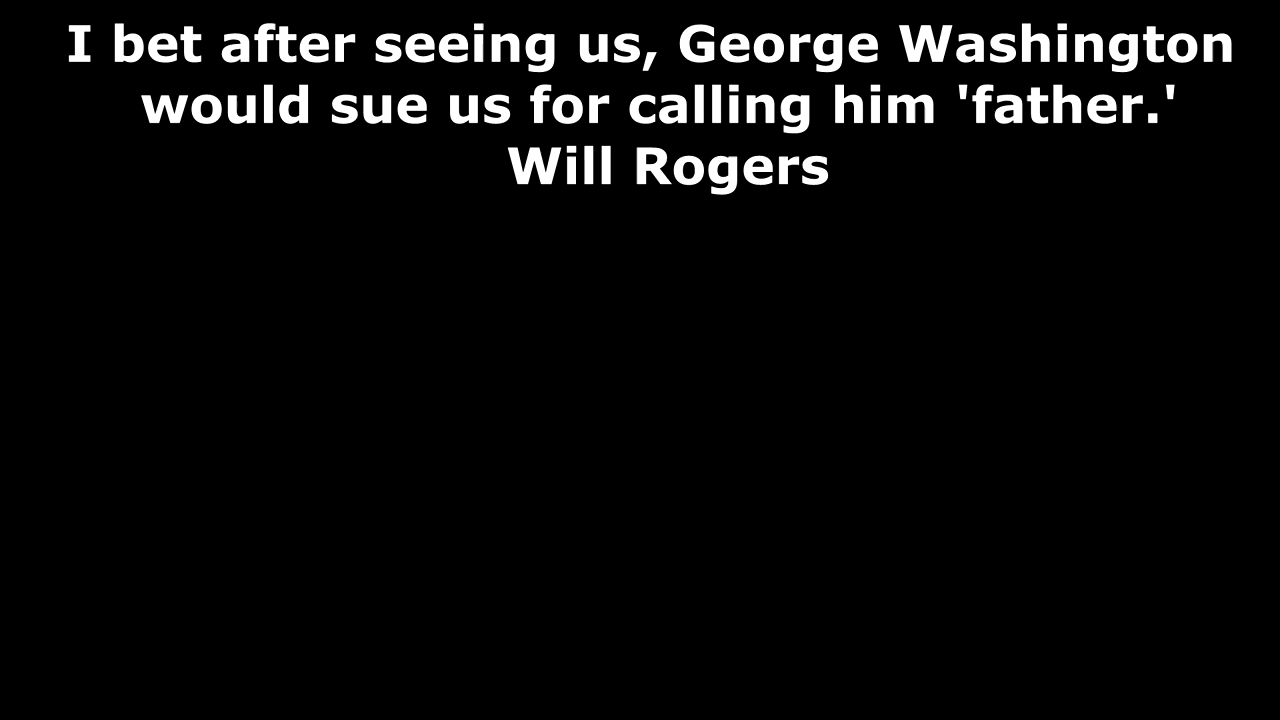 I bet after seeing us, George Washington
would sue us for calling him 'father.'
Will Rogers